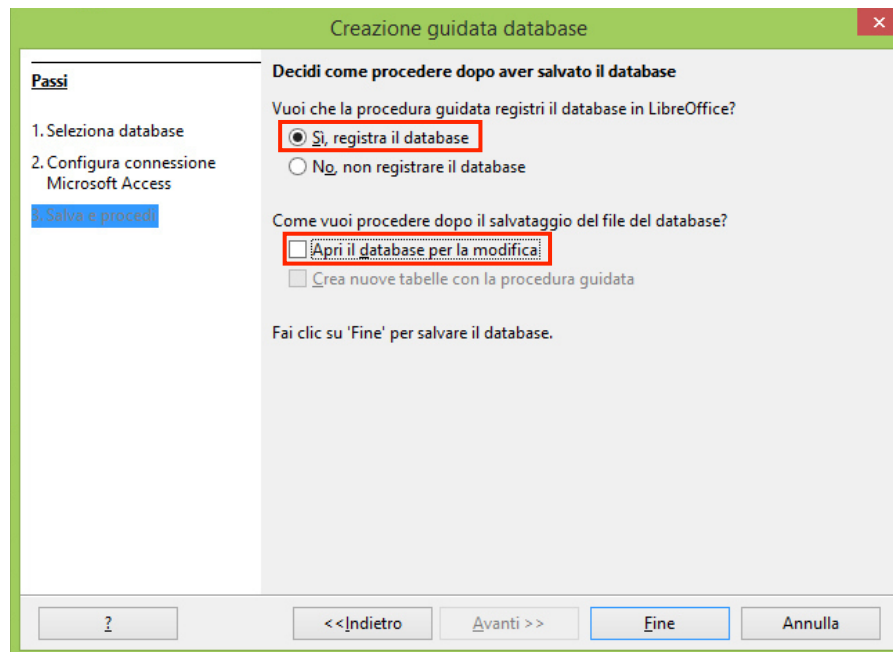 Creazione guidata database
Passi
1. Seleziona database
2. Configura connessione
Microsoft Access
3. Salva e procedi
Decidi come procedere dopo aver salvato il database
Vuoi che la procedura guidata registri il database in LibreOffice?
Sì, registra il database
No, non registrare il database
Come vuoi procedere dopo il salvataggio del file del database?
Apri il database per la modifica
Crea nuove tabelle con la procedura guidata
Fai clic su 'Fine' per salvare il database.
?
<<Indietro
Avanti >>
Fine
Annulla